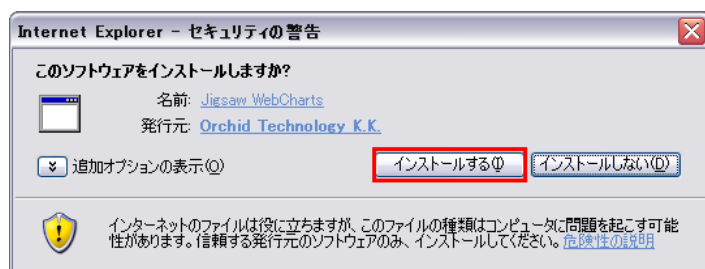 Internet Explorer - セキュリティの警告
このソフトウェアをインストールしますか?
名前: Jigsaw WebCharts
発行元: Orchid Technology K.K.
追加オプションの表示(O) インストールする(I) インストールしない(D)
インターネットのファイルは役に立ちますが、このファイルの種類はコンピュータに問題を起こす可能
性があります。信頼する発行元のソフトウェアのみ、インストールしてください。危険性の説明